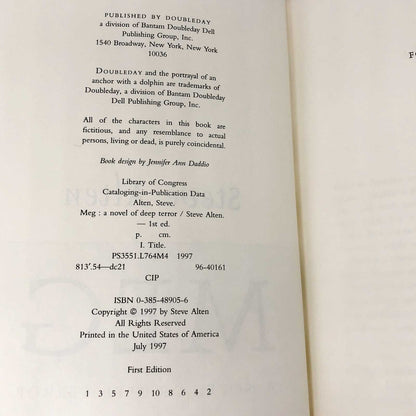 PUBLISHED BY DOUBLEDAY
a division of Bantam Doubleday Dell
Publishing Group, Inc.
1540 Broadway, New York, New York
10036
DOUBLEDAY and the portrayal of an
anchor with a dolphin are trademarks of
Doubleday, a division of Bantam Doubleday
Dell Publishing Group, Inc.
All of the characters in this book are
fictitious, and any resemblance to actual
persons, living or dead, is purely coincidental.
Book design by Jennifer Ann Daddio
Library of Congress
Cataloging-in-Publication Data
Alten, Steve.
Meg : a novel of deep terror / Steve Alten.
— 1st ed.
p. cm.
I. Title.
PS3551.L764M4 1997
813'.54—dc21 96-40161
CIP
ISBN 0-385-48905-6
Copyright © 1997 by Steve Alten
All Rights Reserved
Printed in the United States of America
July 1997
First Edition
1 3 5 7 9 10 8 6 4 2